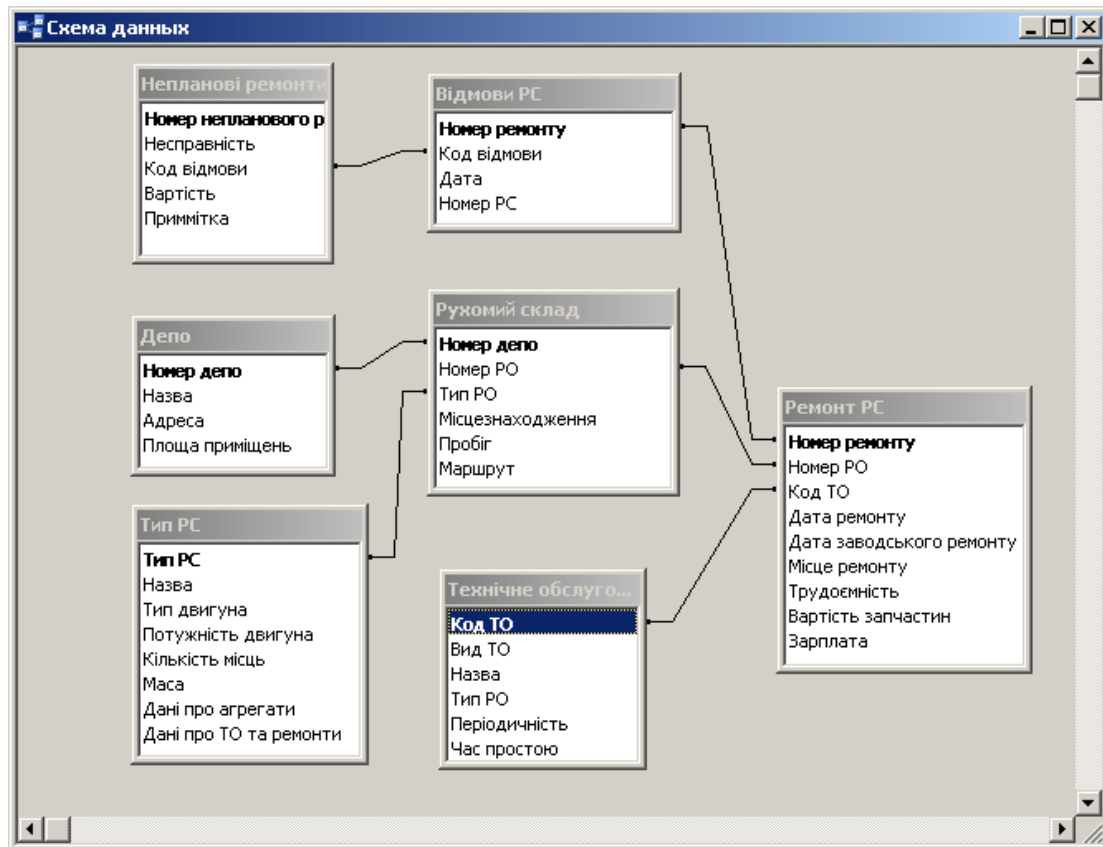 Схема данных
Непланові ремонти
Номер непланового р
Несправність
Код відмови
Вартість
Приммітка
Відмови РС
Номер ремонту
Код відмови
Дата
Номер РС
Депо
Номер депо
Назва
Адреса
Площа приміщень
Рухомий склад
Номер депо
Номер РО
Тип РО
Місцезнаходження
Пробіг
Маршрут
Ремонт РС
Номер ремонту
Номер РО
Код ТО
Дата ремонту
Дата заводського ремонту
Місце ремонту
Трудоємність
Вартість запчастин
Зарплата
Тип РС
Тип РС
Назва
Тип двигуна
Потужність двигуна
Кількість місць
Маса
Дані про агрегати
Дані про ТО та ремонти
Технічне обслуго...
Код ТО
Вид ТО
Назва
Тип РО
Періодичність
Час простою